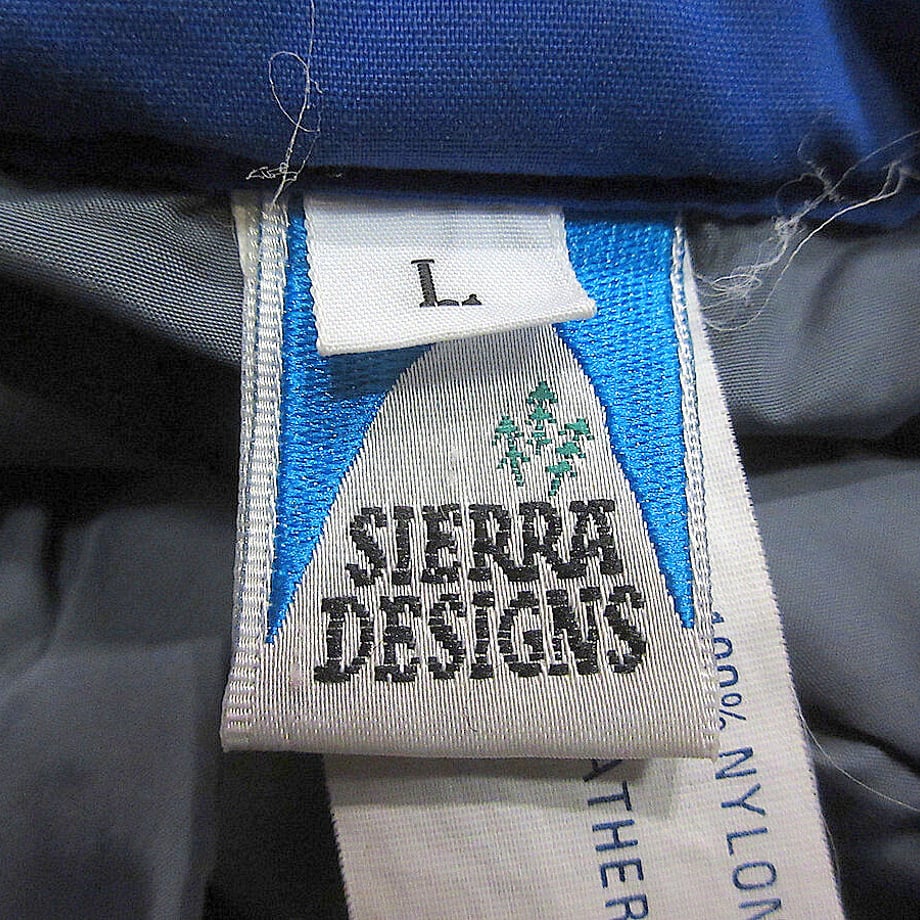 L.
SIERRA
DESIGNS
100% NYLON
ATHER